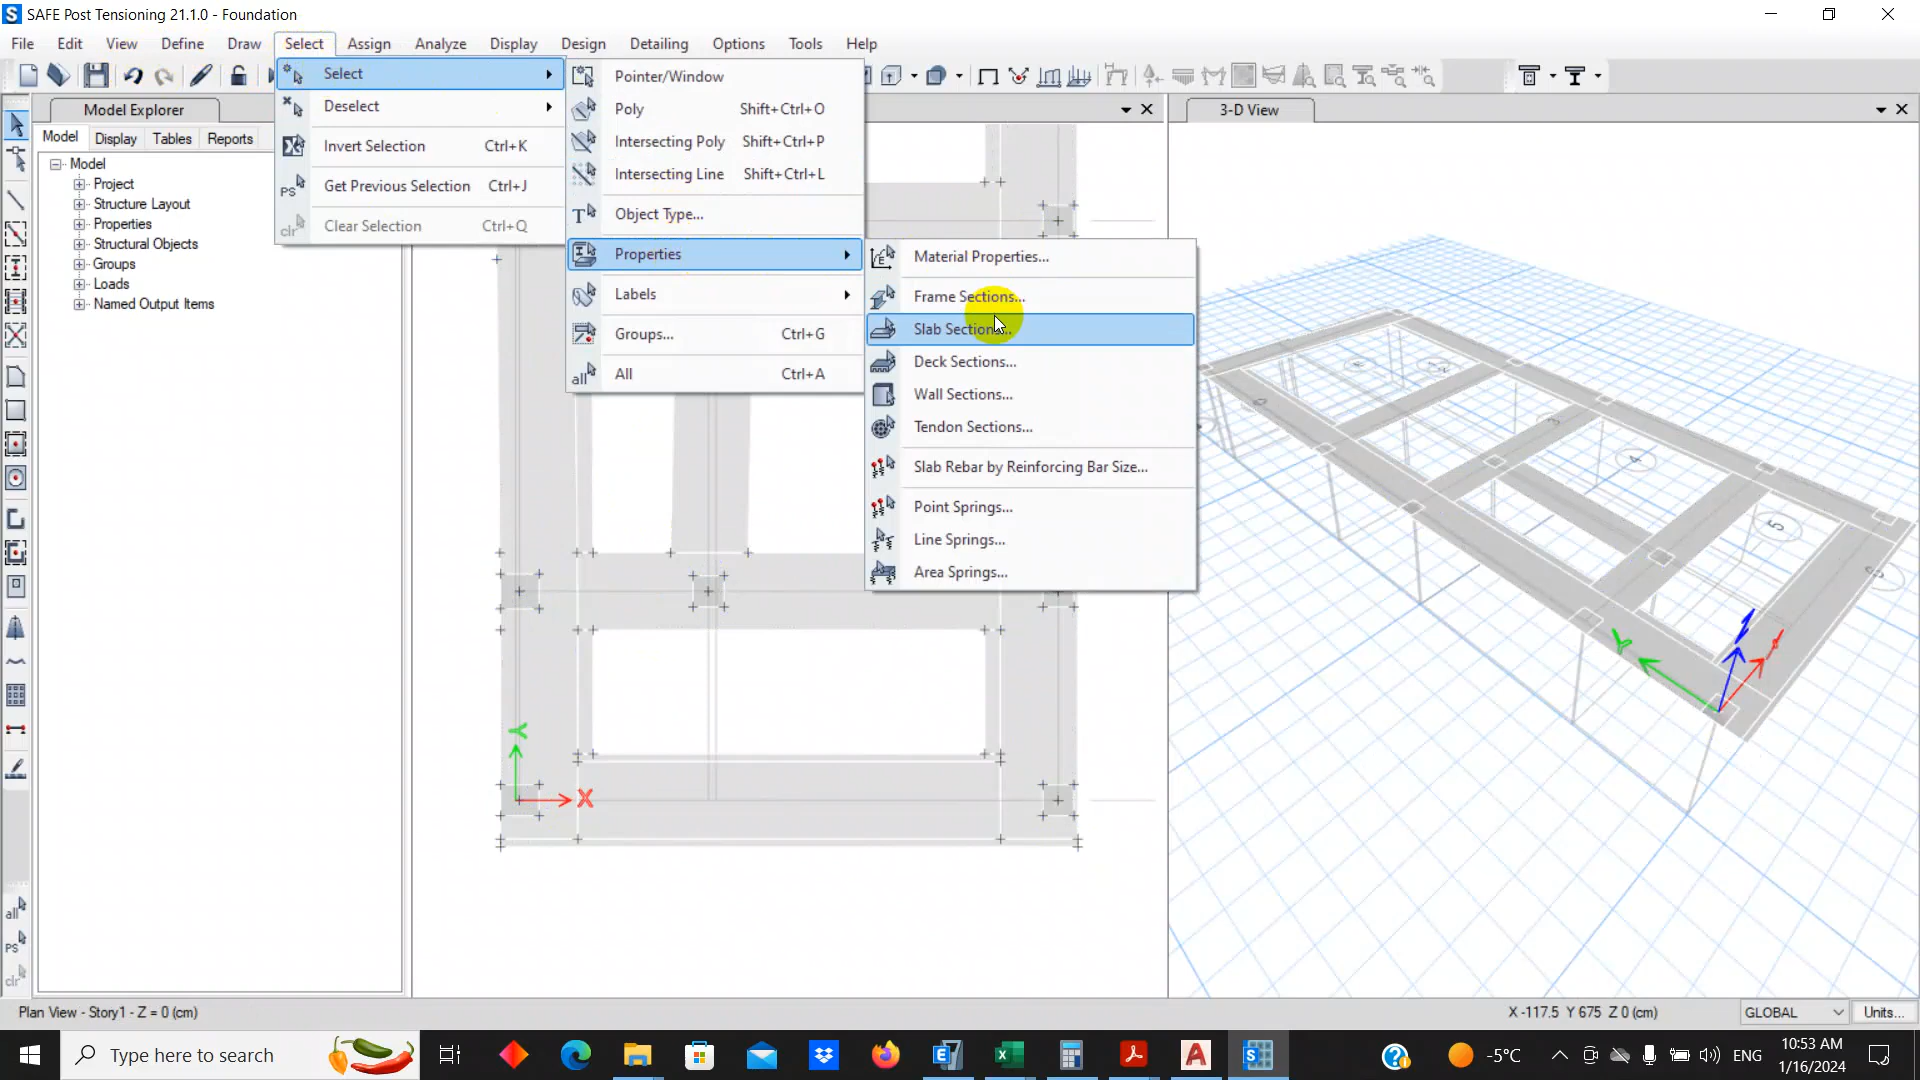 SAFE Post Tensioning 21.1.0 - Foundation
File Edit View Define Draw Select Assign Analyze Display Design Detailing Options Tools Help
Model Explorer
Model Display Tables Reports
Model
Project
Structure Layout
Properties
Structural Objects
Groups
Loads
Named Output Items
Select
Deselect
Invert Selection Ctrl+K
Get Previous Selection Ctrl+J
Clear Selection Ctrl+Q
Pointer/Window
Poly Shift+Ctrl+O
Intersecting Poly Shift+Ctrl+P
Intersecting Line Shift+Ctrl+L
Object Type...
Properties
Labels
Groups... Ctrl+G
All Ctrl+A
Material Properties...
Frame Sections...
Slab Sections...
Deck Sections...
Wall Sections...
Tendon Sections...
Slab Rebar by Reinforcing Bar Size...
Point Springs...
Line Springs...
Area Springs...
Y
X
3-D View
4
5
Y
all
PS
clr
Plan View - Story1 - Z = 0 (cm)
X -117.5 Y 675 Z 0 (cm)
GLOBAL
Units...
Type here to search
-5°C
ENG
10:53 AM
1/16/2024